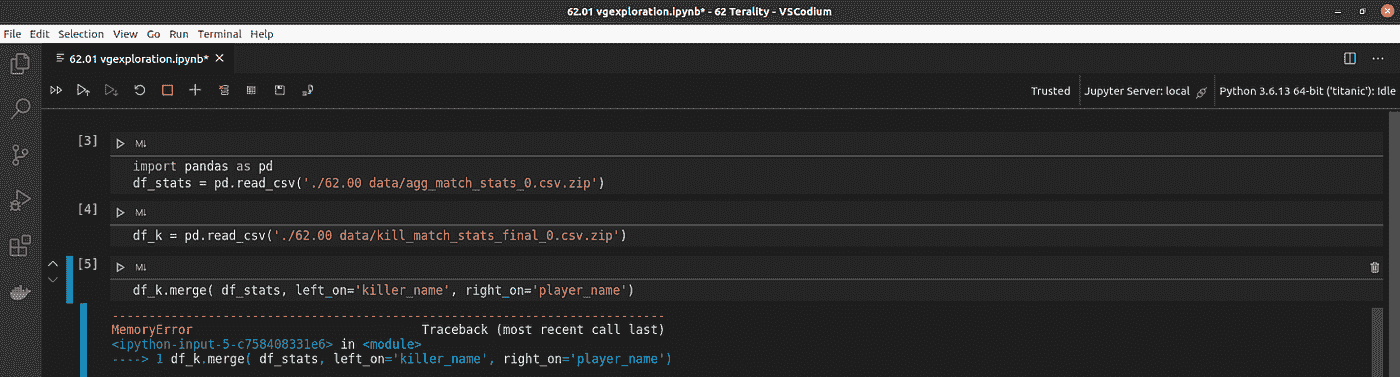 62.01 vgexploration.ipynb* - 62 Terality - VSCodium
File Edit Selection View Go Run Terminal Help
62.01 vgexploration.ipynb*
Trusted Jupyter Server: local Python 3.6.13 64-bit ('titanic'): Idle
[3] M↓
import pandas as pd
df_stats = pd.read_csv('./62.00 data/agg_match_stats_0.csv.zip')
[4] M↓
df_k = pd.read_csv('./62.00 data/kill_match_stats_final_0.csv.zip')
[5] M↓
df_k.merge( df_stats, left_on='killer_name', right_on='player_name')
---------------------------------------------------------------------------
MemoryError Traceback (most recent call last)
<ipython-input-5-c758408331e6> in <module>
----> 1 df_k.merge( df_stats, left_on='killer_name', right_on='player_name')